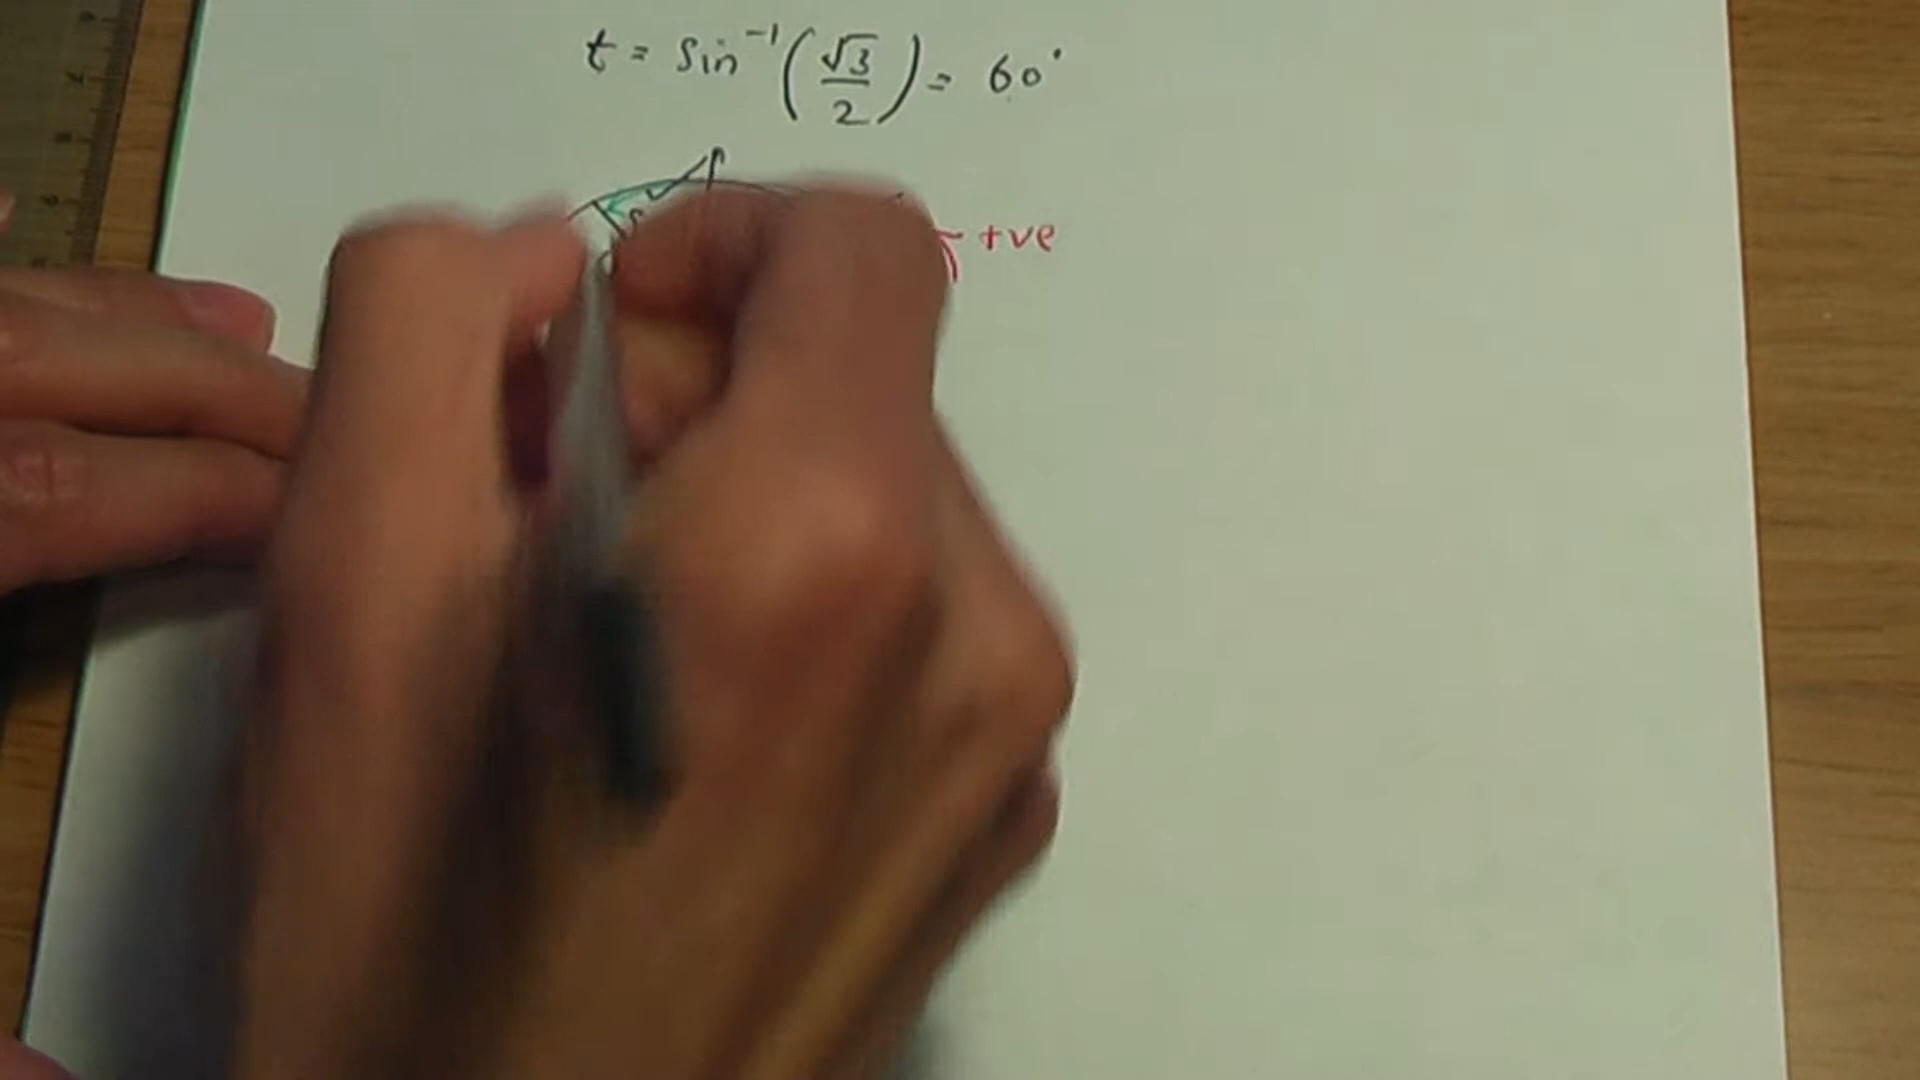 t = Sin⁻¹(√3/2) = 60°
+ve